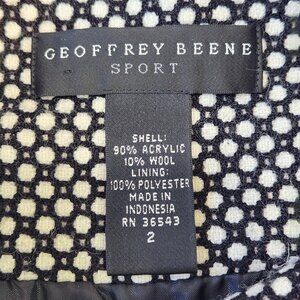 GEOFFREY BEENE
SPORT
SHELL:
90% ACRYLIC
10% WOOL
LINING:
100% POLYESTER
MADE IN
INDONESIA
RN 36543
2